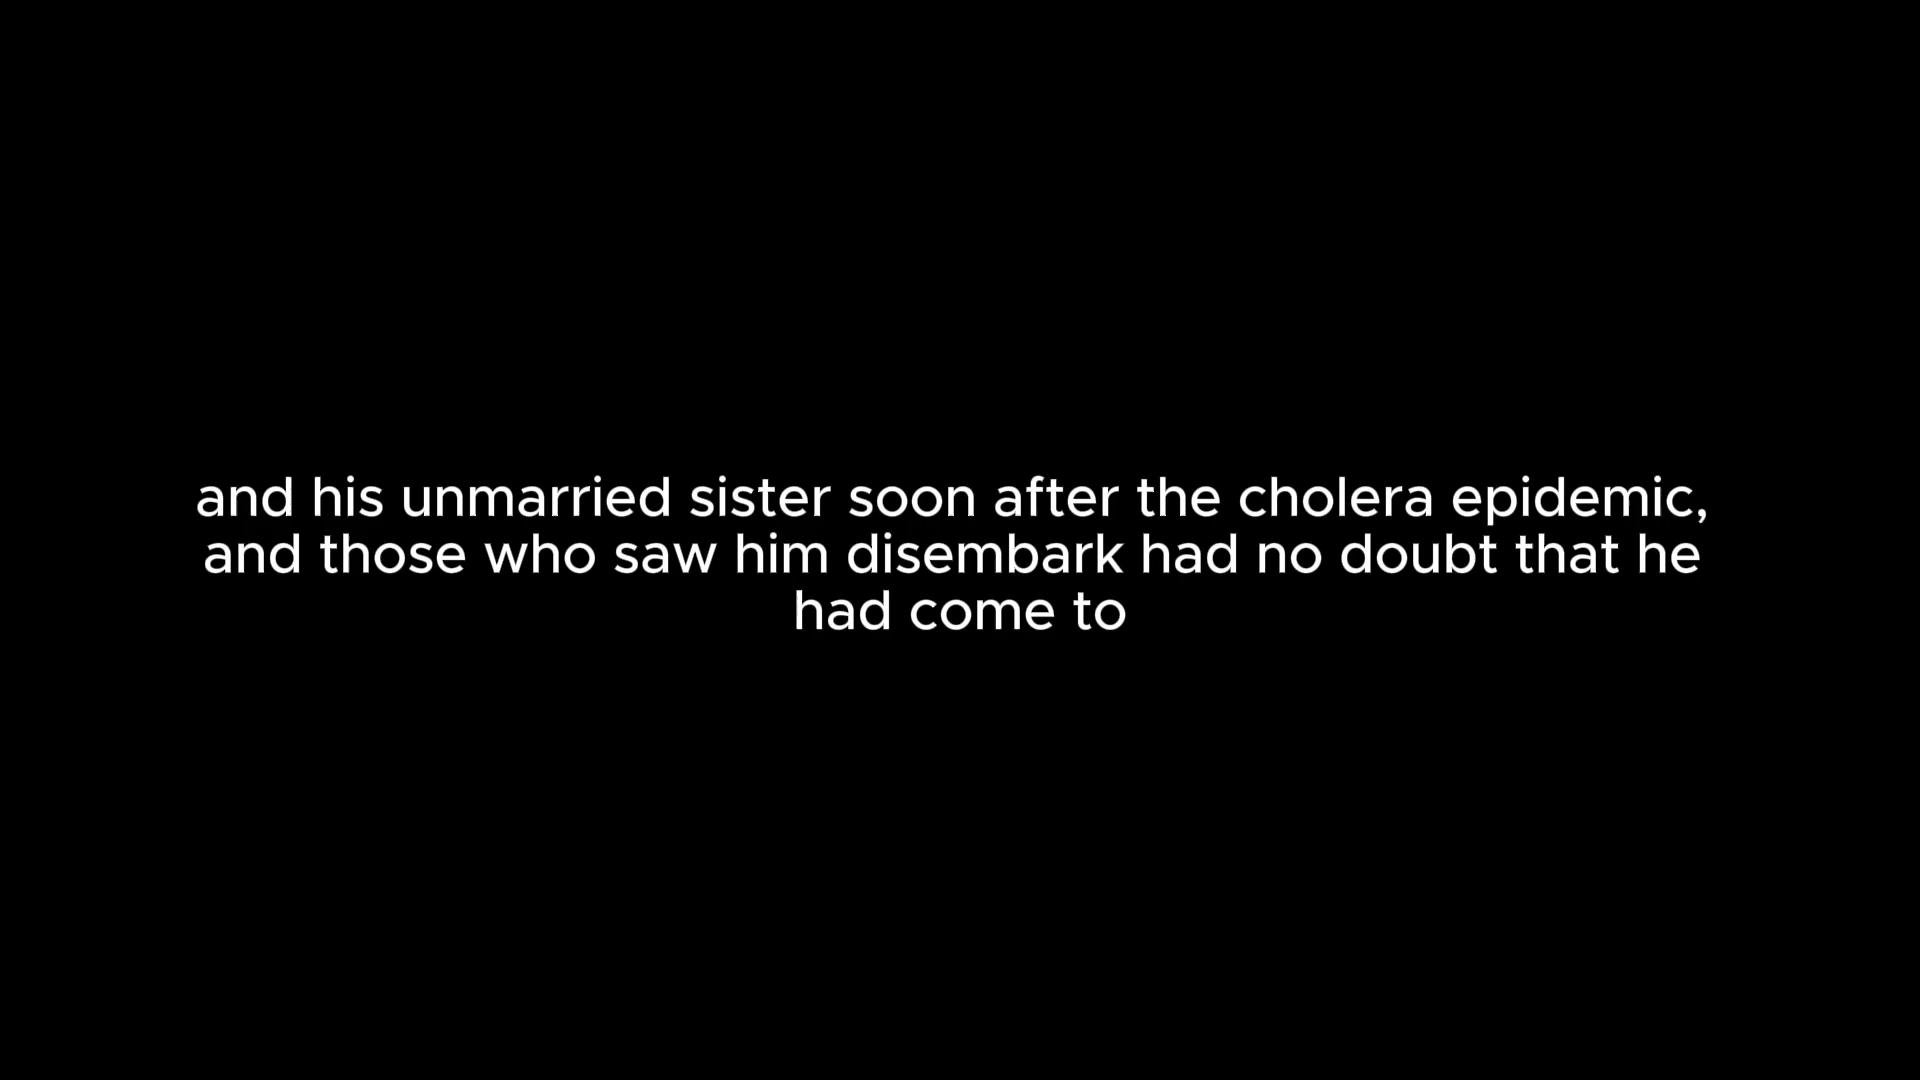 and his unmarried sister soon after the cholera epidemic,
and those who saw him disembark had no doubt that he
had come to